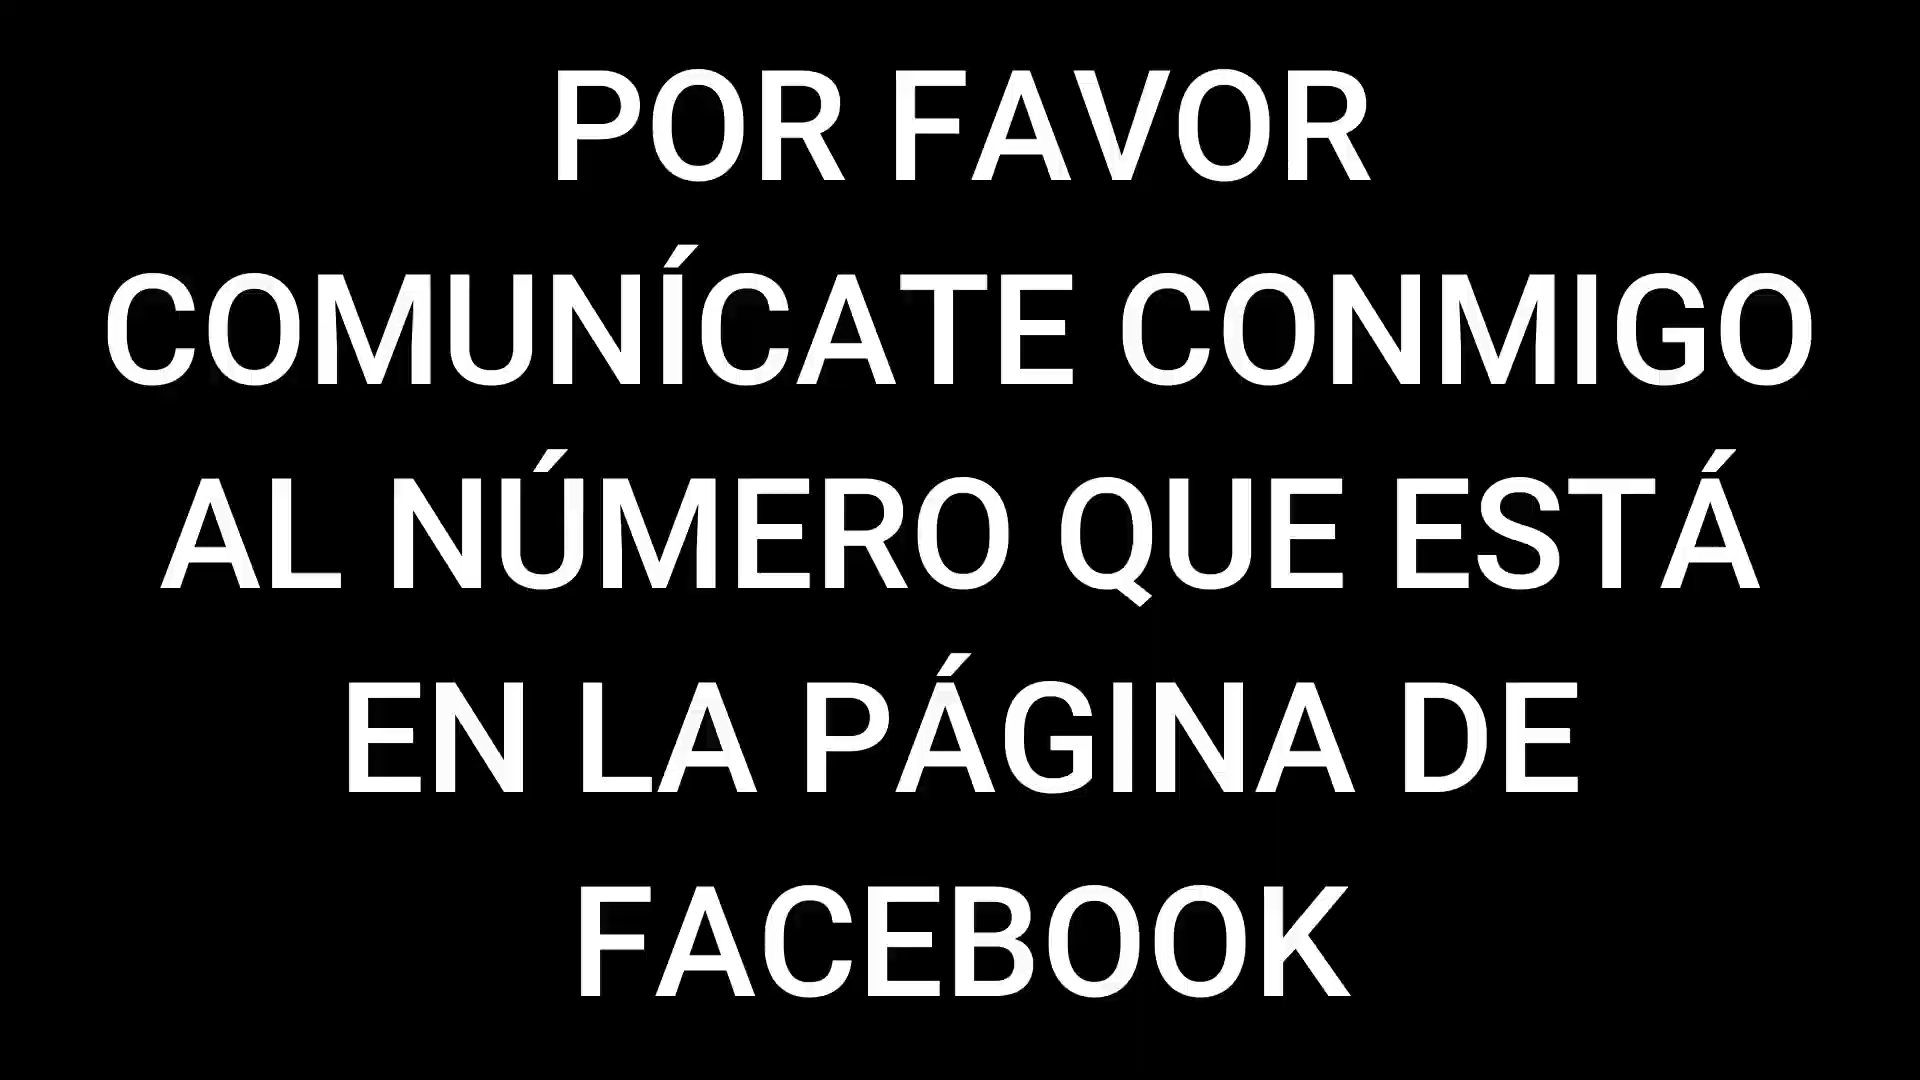 POR FAVOR
COMUNÍCATE CONMIGO
AL NÚMERO QUE ESTÁ
EN LA PÁGINA DE
FACEBOOK